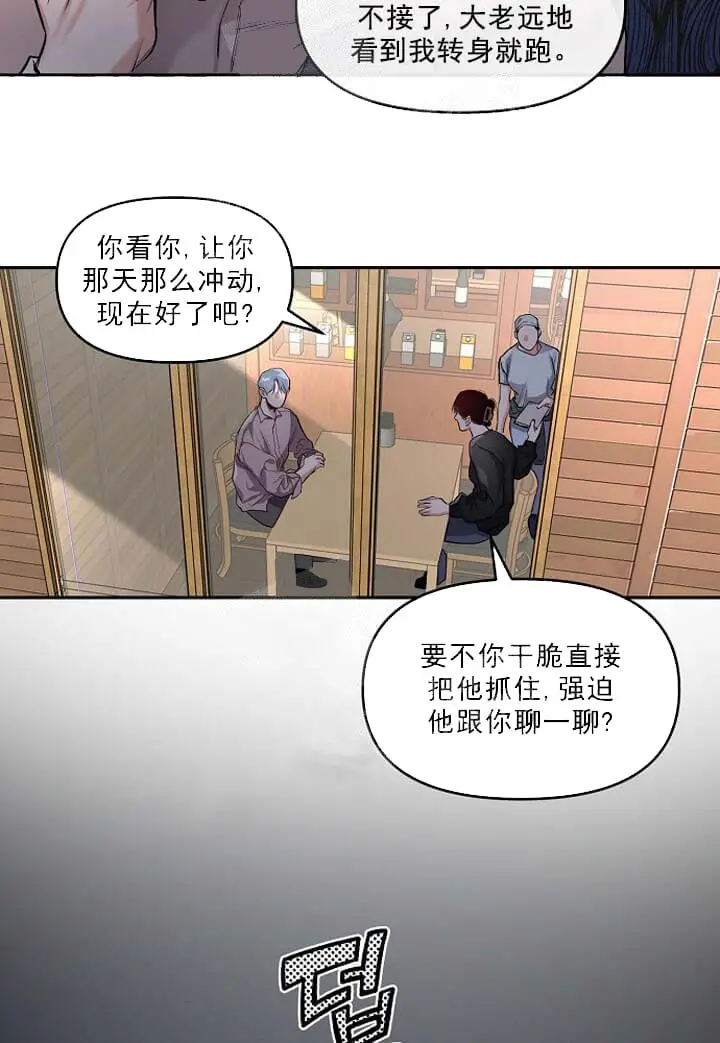 不接了，大老远地
看到我转身就跑。
你看你，让你
那天那么冲动，
现在好了吧?
要不你干脆直接
把他抓住，强迫
他跟你聊一聊?
덥